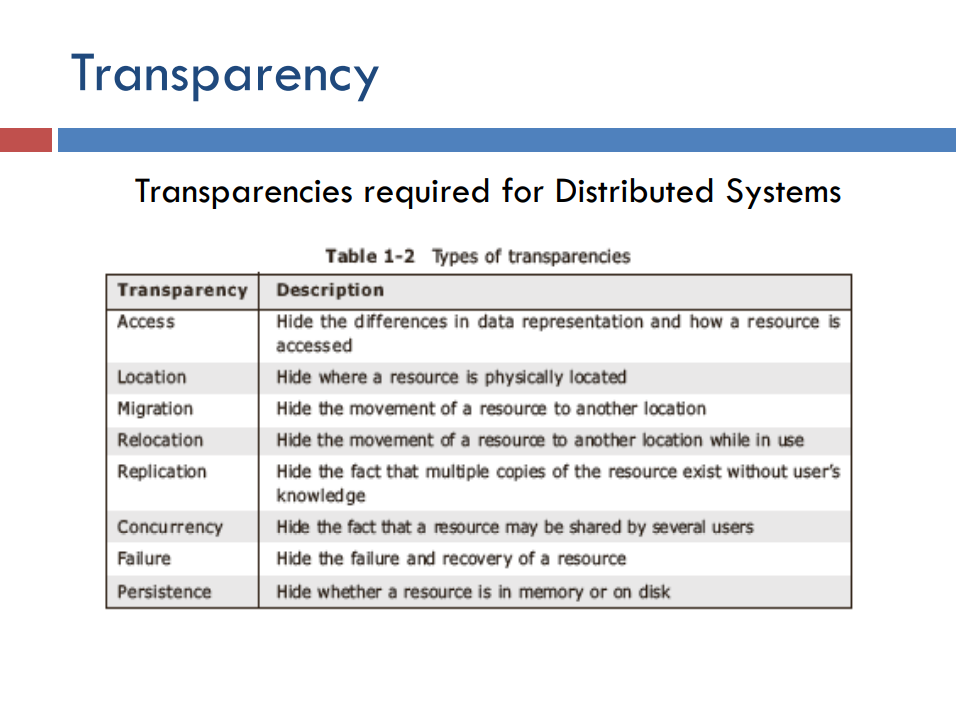 Transparency
Transparencies required for Distributed Systems
Table 1-2 Types of transparencies
Transparency Description
Access Hide the differences in data representation and how a resource is
accessed
Location Hide where a resource is physically located
Migration Hide the movement of a resource to another location
Relocation Hide the movement of a resource to another location while in use
Replication Hide the fact that multiple copies of the resource exist without user's
knowledge
Concurrency Hide the fact that a resource may be shared by several users
Failure Hide the failure and recovery of a resource
Persistence Hide whether a resource is in memory or on disk